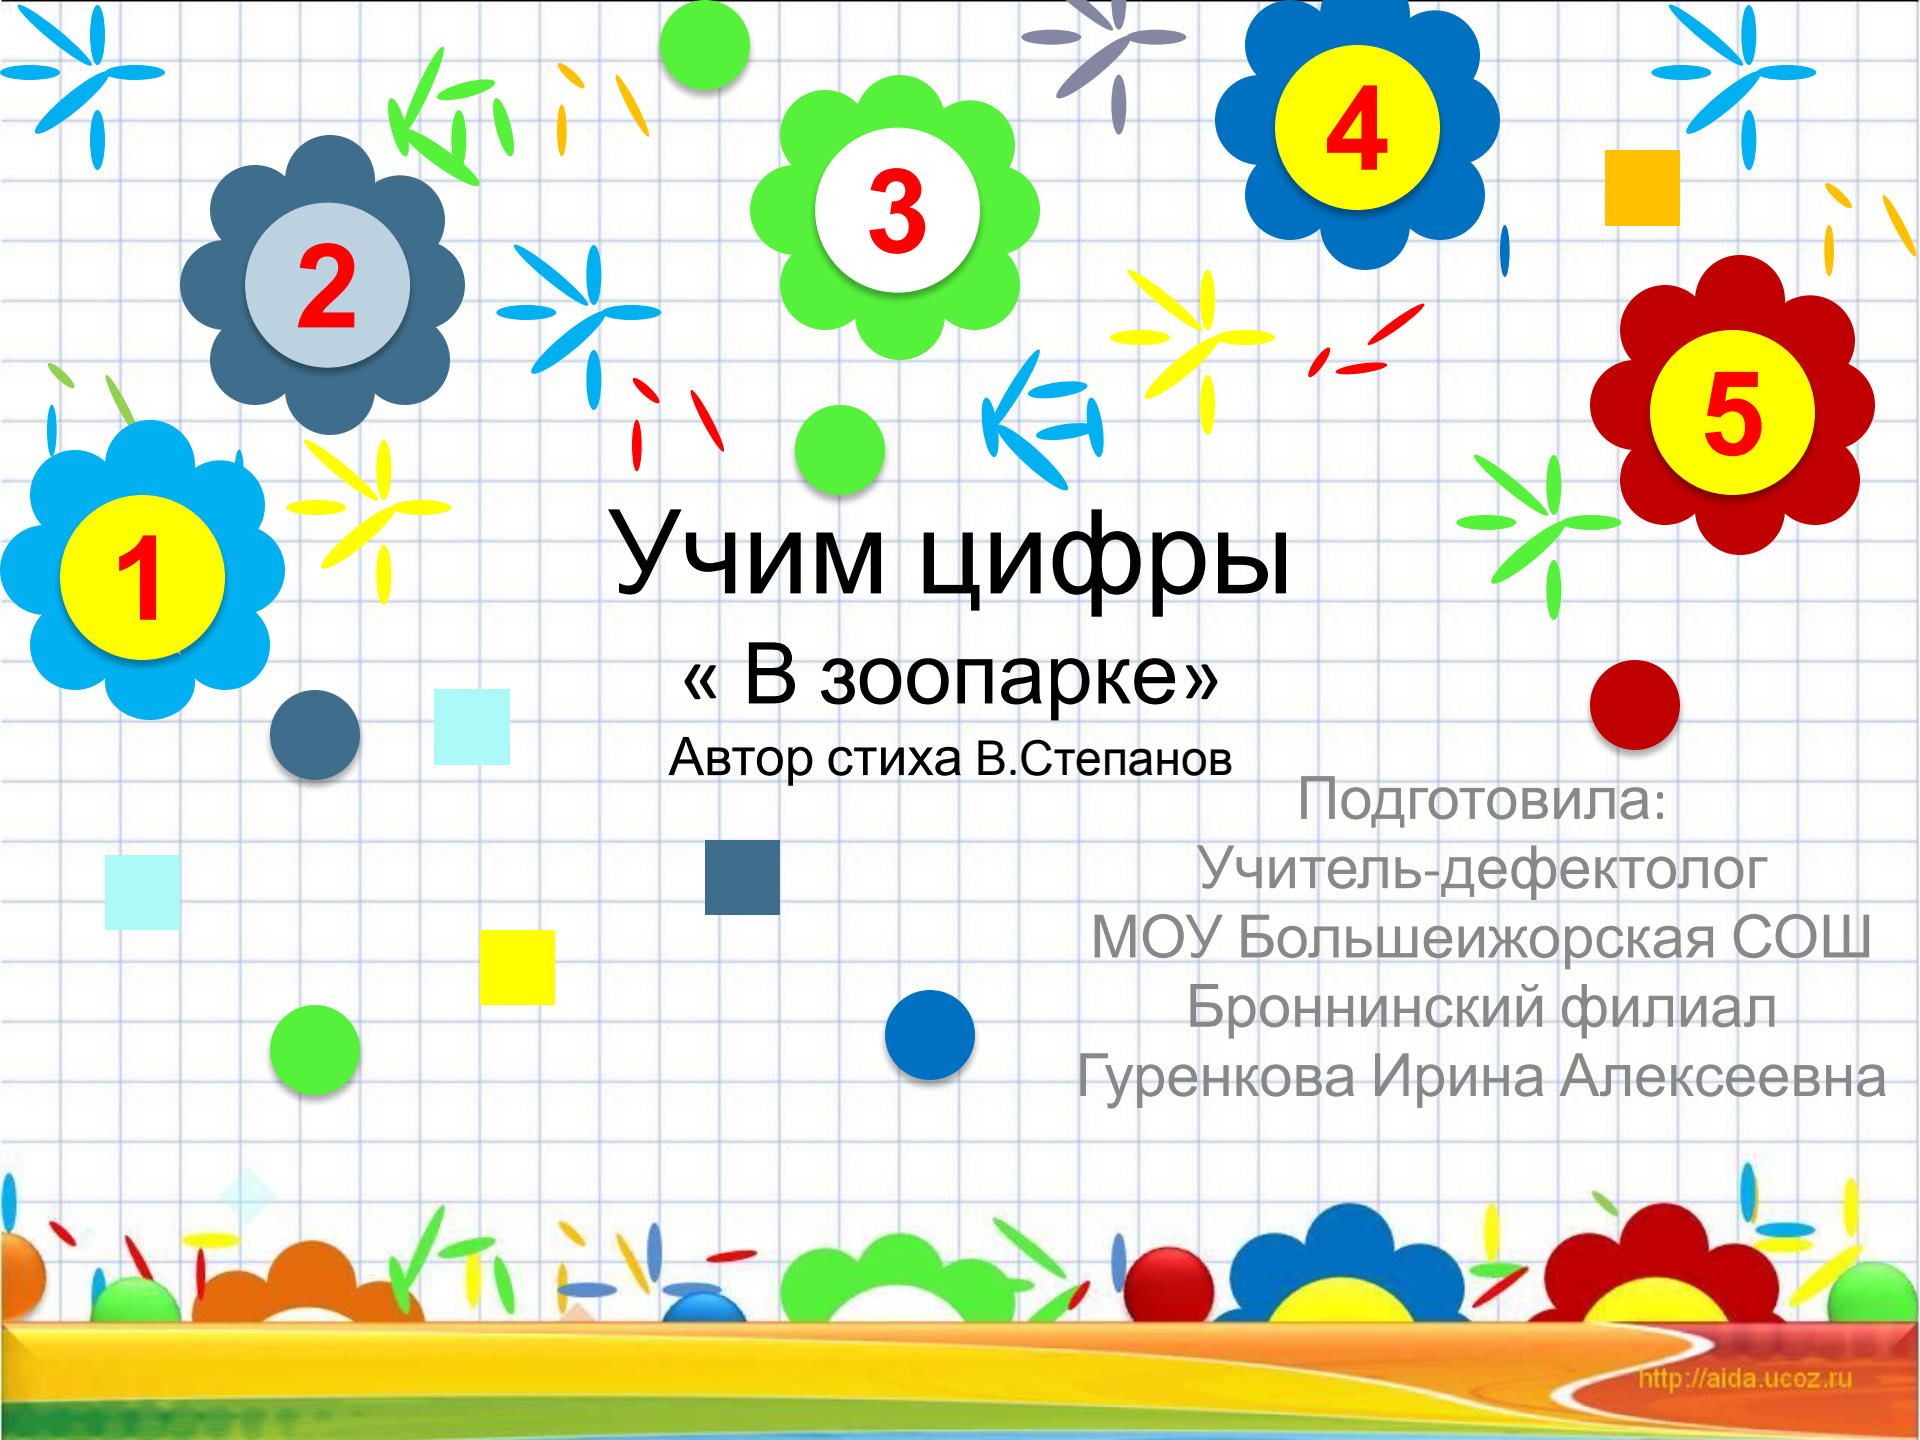 4
3
2
5
1
Учим цифры
« В зоопарке»
Автор стиха В.Степанов
Подготовила:
Учитель-дефектолог
МОУ Большеижорская СОШ
Броннинский филиал
Гуренкова Ирина Алексеевна
http://aida.ucoz.ru